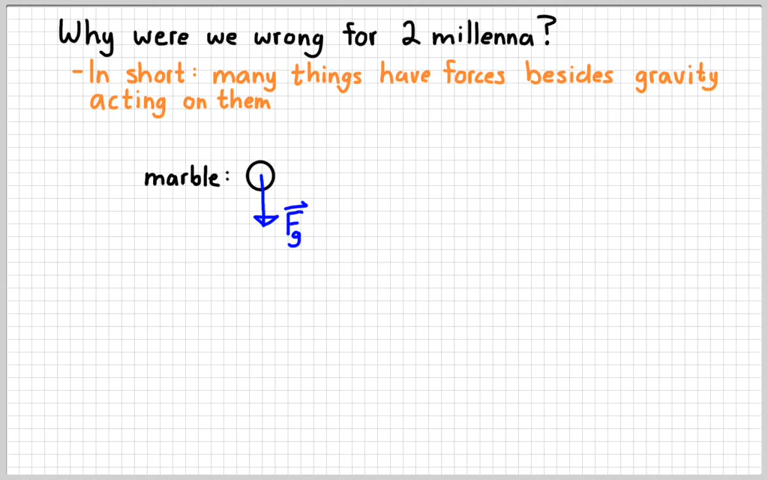 Why were we wrong for 2 millenna?
-In short: many things have forces besides gravity
acting on them
marble:
F⃗g